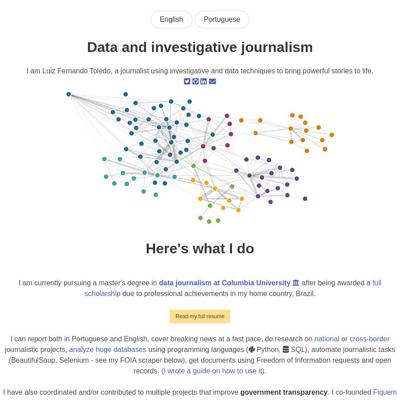 English
Portuguese
Data and investigative journalism
I am Luiz Fernando Toledo, a journalist using investigative and data techniques to bring powerful stories to life.
Here's what I do
I am currently pursuing a master's degree in data journalism at Columbia University after being awarded a full
scholarship due to professional achievements in my home country, Brazil.
Read my full resume
I can report both in Portuguese and English, cover breaking news at a fast pace, do research on national or cross-border
journalistic projects, analyze huge databases using programming languages ( Python, SQL), automate journalistic tasks
(BeautifulSoup, Selenium - see my FOIA scraper below), get documents using Freedom of Information requests and open
records. (I wrote a guide on how to use it).
I have also coordinated and/or contributed to multiple projects that improve government transparency. I co-founded Fiquem